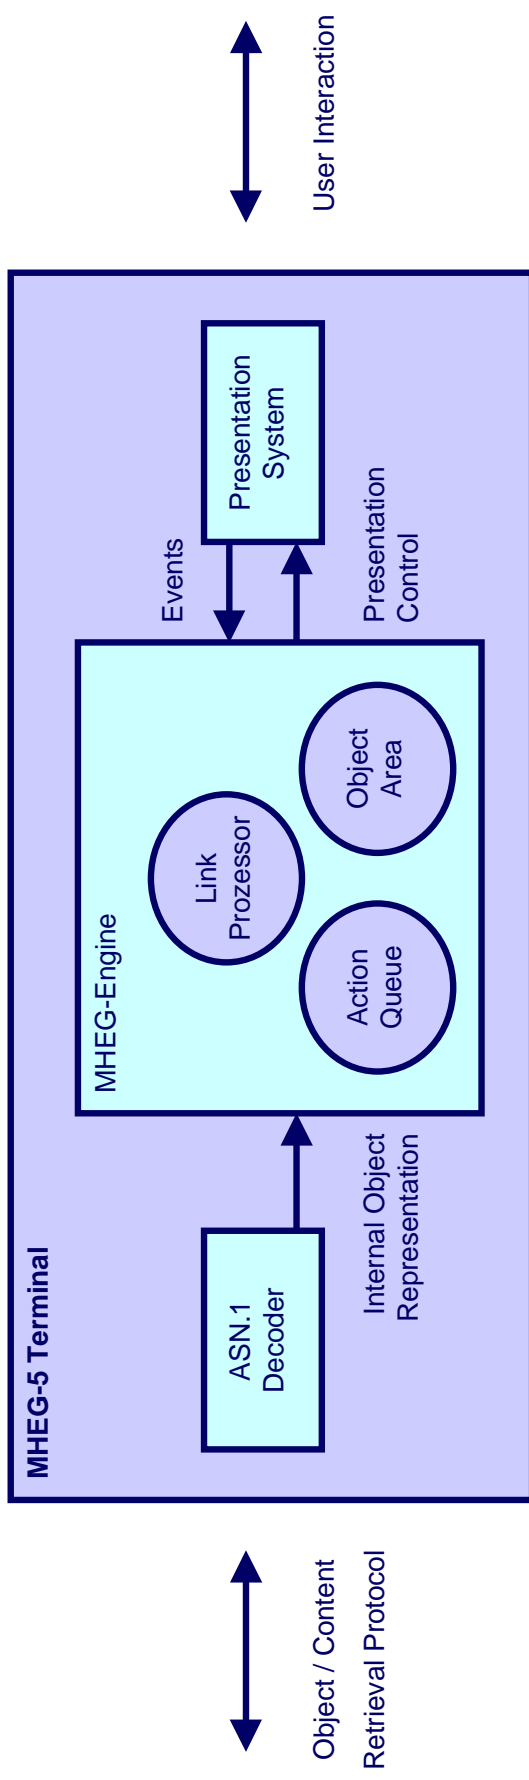 MHEG-5 Terminal
MHEG-Engine
ASN.1
Decoder
Internal Object
Representation
Link
Prozessor
Action
Queue
Object
Area
Events
Presentation
Control
Presentation
System
Object / Content
Retrieval Protocol
User Interaction